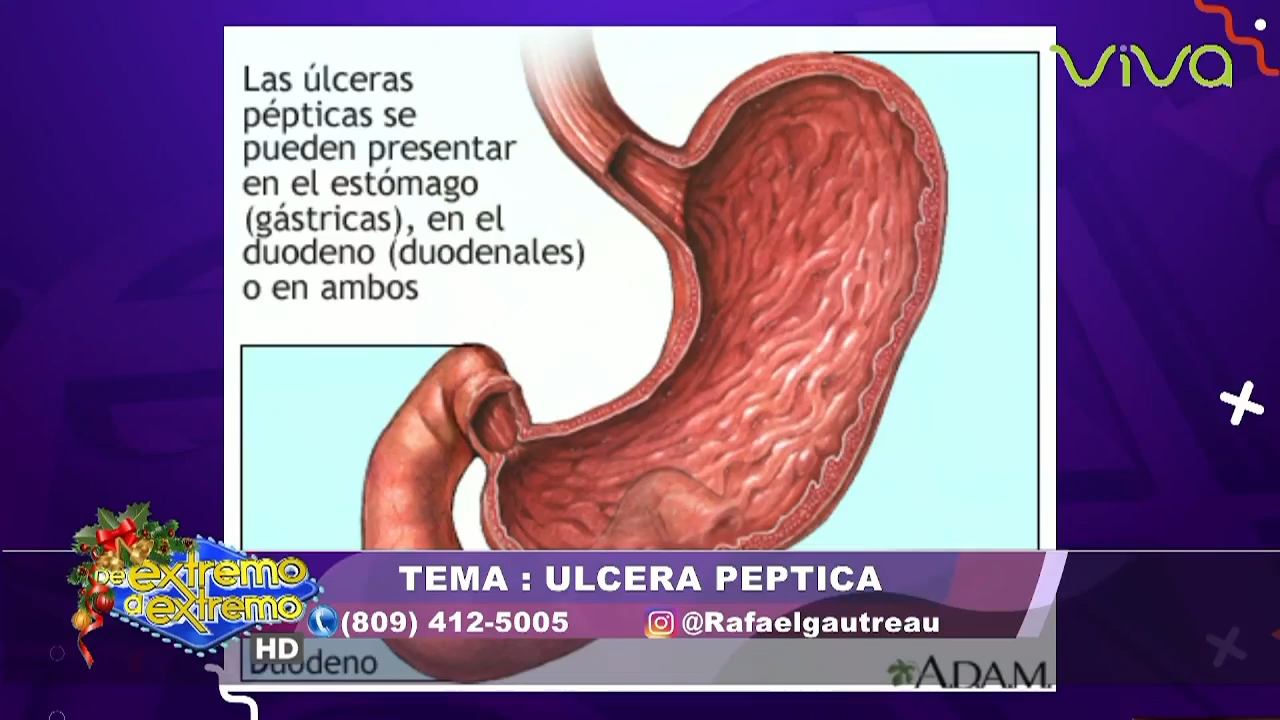 Las úlceras
pépticas se
pueden presentar
en el estómago
(gástricas), en el
duodeno (duodenales)
o en ambos
viva
De extremo
a extremo
HD
TEMA : ULCERA PEPTICA
(809) 412-5005
@Rafaelgautreau
Duodeno
A.D.A.M.